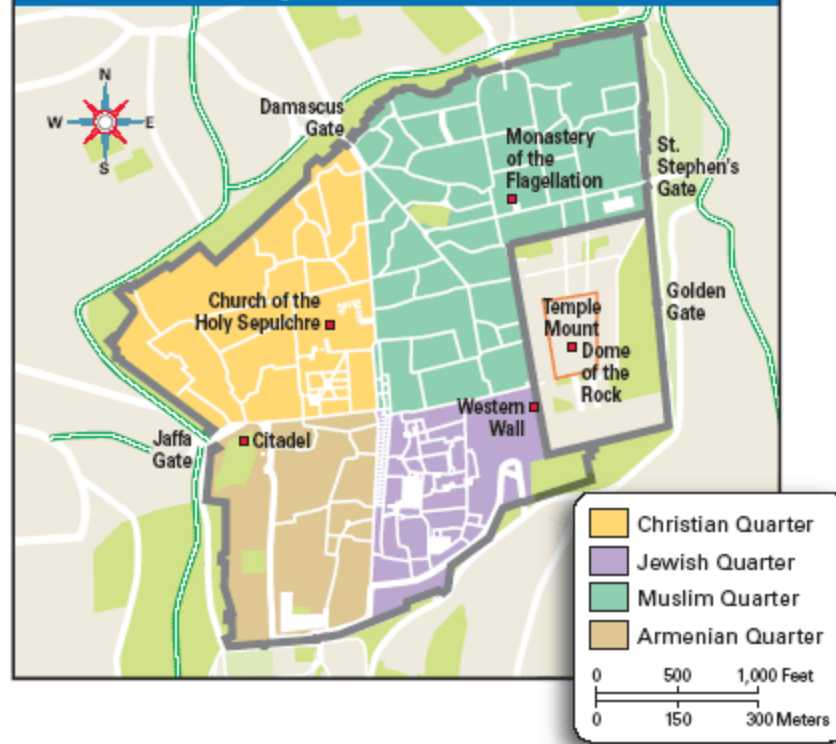 N
W
E
S
Damascus
Gate
Monastery
of the
Flagellation
St.
Stephen's
Gate
Church of the
Holy Sepulchre
Temple
Mount
Golden
Gate
Dome
of the
Rock
Western
Wall
Jaffa
Gate
Citadel
Christian Quarter
Jewish Quarter
Muslim Quarter
Armenian Quarter
0 500 1,000 Feet
0 150 300 Meters